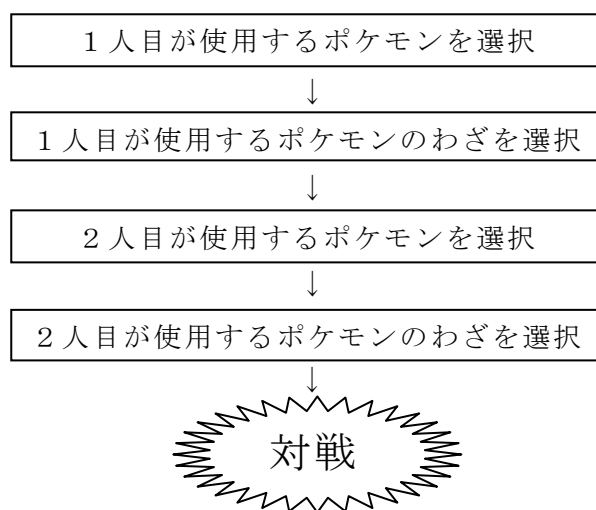 １人目が使用するポケモンを選択
↓
１人目が使用するポケモンのわざを選択
↓
２人目が使用するポケモンを選択
↓
２人目が使用するポケモンのわざを選択
↓
対戦